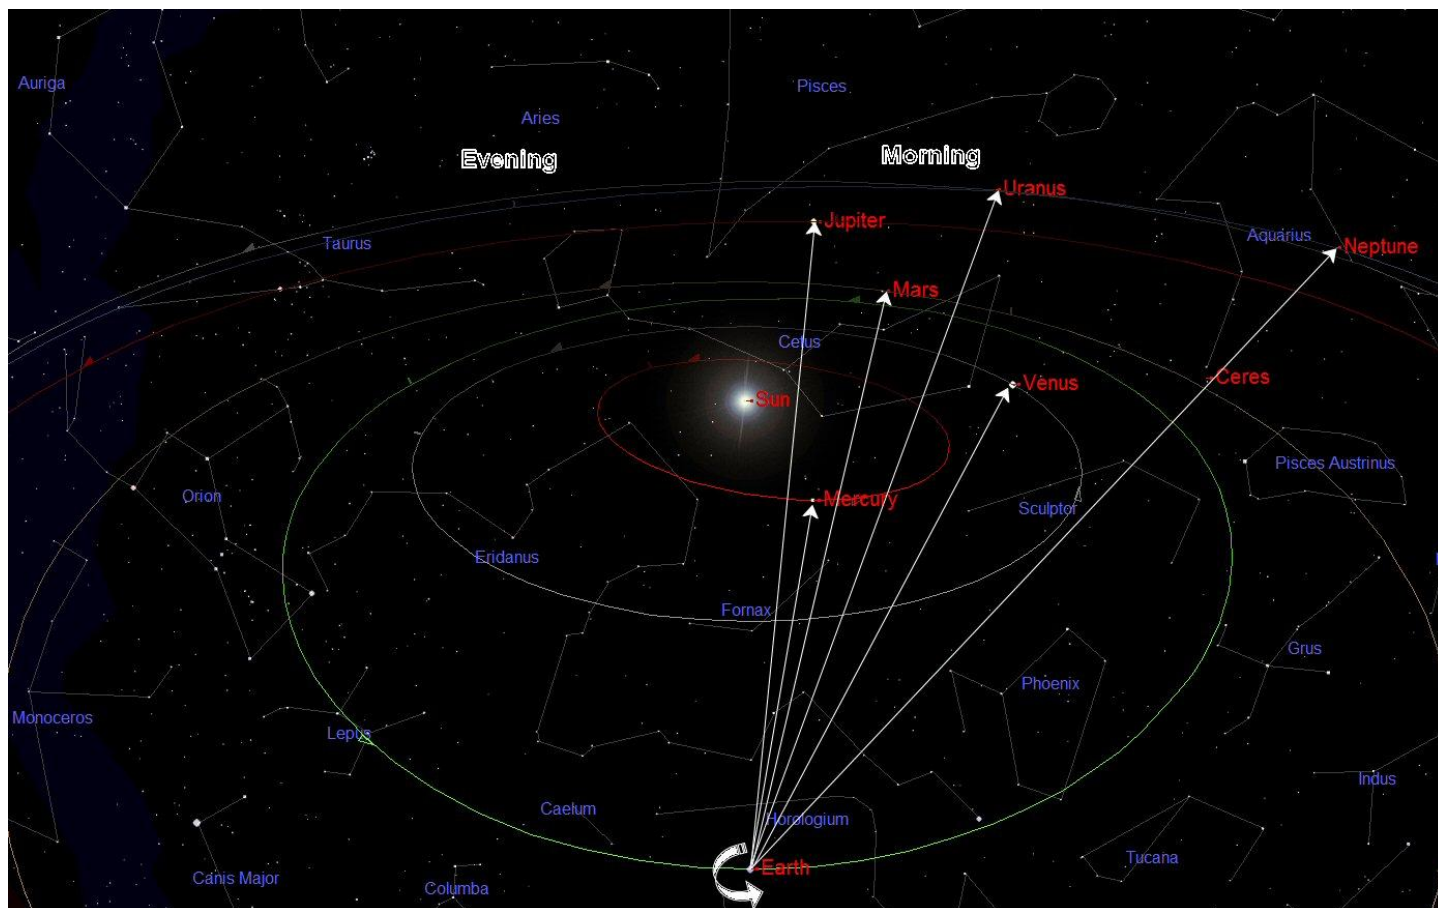 Auriga
Pisces
Aries
Evening
Morning
Uranus
Jupiter
Taurus
Aquarius
Neptune
Mars
Cetus
Venus
Ceres
Sun
Pisces Austrinus
Orion
Mercury
Sculptor
Eridanus
Fornax
Grus
Phoenix
Monoceros
Lepus
Indus
Caelum
Horologium
Tucana
Earth
Canis Major
Columba